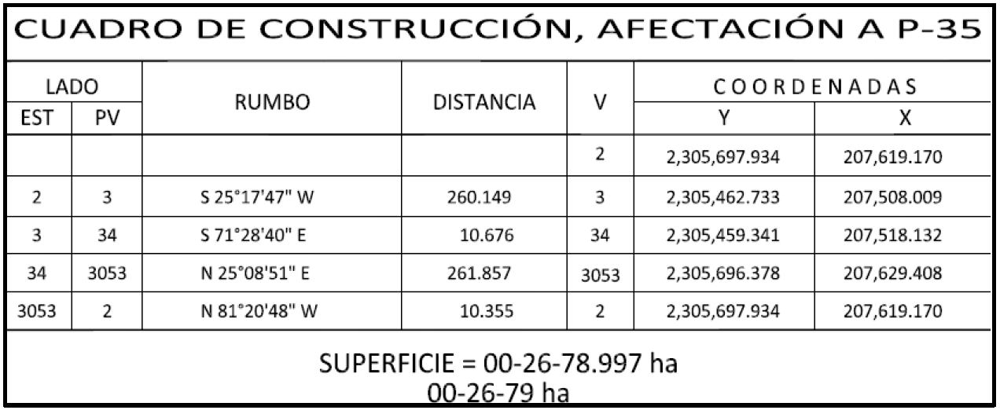 CUADRO DE CONSTRUCCIÓN, AFECTACIÓN A P-35
LADO RUMBO DISTANCIA V COORDENADAS
EST PV Y X
2 2,305,697.934 207,619.170
2 3 S 25°17'47" W 260.149 3 2,305,462.733 207,508.009
3 34 S 71°28'40" E 10.676 34 2,305,459.341 207,518.132
34 3053 N 25°08'51" E 261.857 3053 2,305,696.378 207,629.408
3053 2 N 81°20'48" W 10.355 2 2,305,697.934 207,619.170
SUPERFICIE = 00-26-78.997 ha
00-26-79 ha